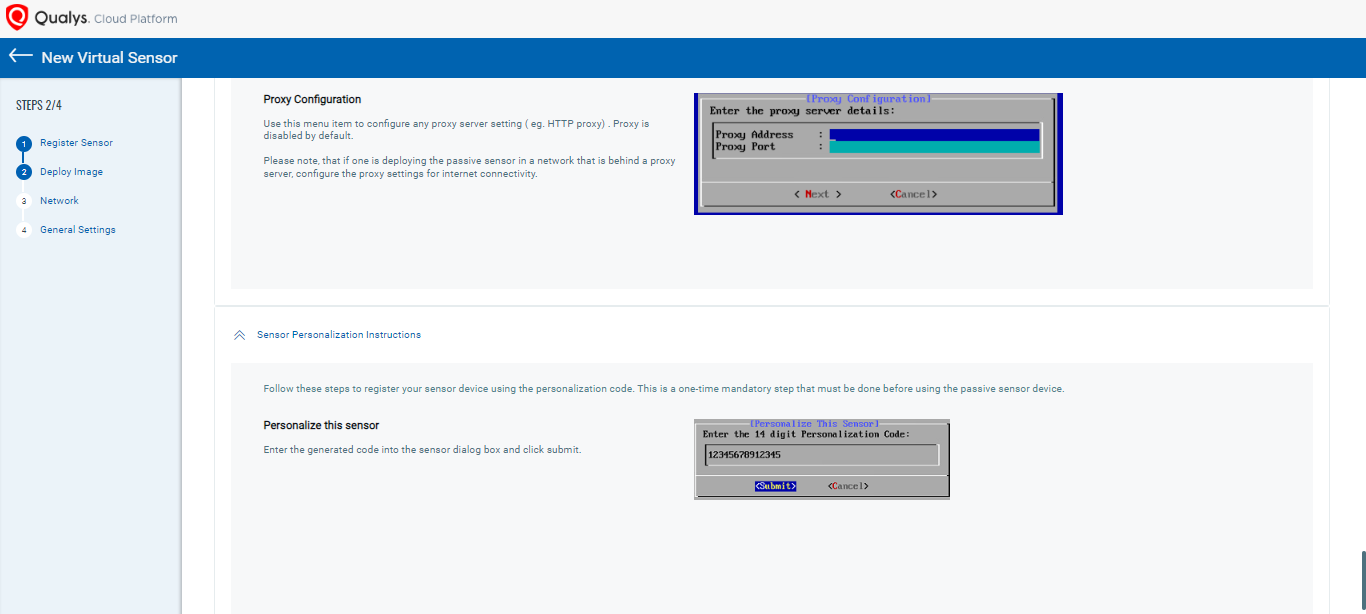 Qualys. Cloud Platform
New Virtual Sensor
STEPS 2/4
1 Register Sensor
2 Deploy Image
3 Network
4 General Settings
Proxy Configuration
Use this menu item to configure any proxy server setting ( eg. HTTP proxy) . Proxy is
disabled by default.
Please note, that if one is deploying the passive sensor in a network that is behind a proxy
server, configure the proxy settings for internet connectivity.
[Proxy Configuration]
Enter the proxy server details:
Proxy Address :
Proxy Port :
< Next > <Cancel>
Sensor Personalization Instructions
Follow these steps to register your sensor device using the personalization code. This is a one-time mandatory step that must be done before using the passive sensor device.
Personalize this sensor
Enter the generated code into the sensor dialog box and click submit.
[Personalize This Sensor]
Enter the 14 digit Personalization Code:
12345678912345
<Submit> <Cancel>